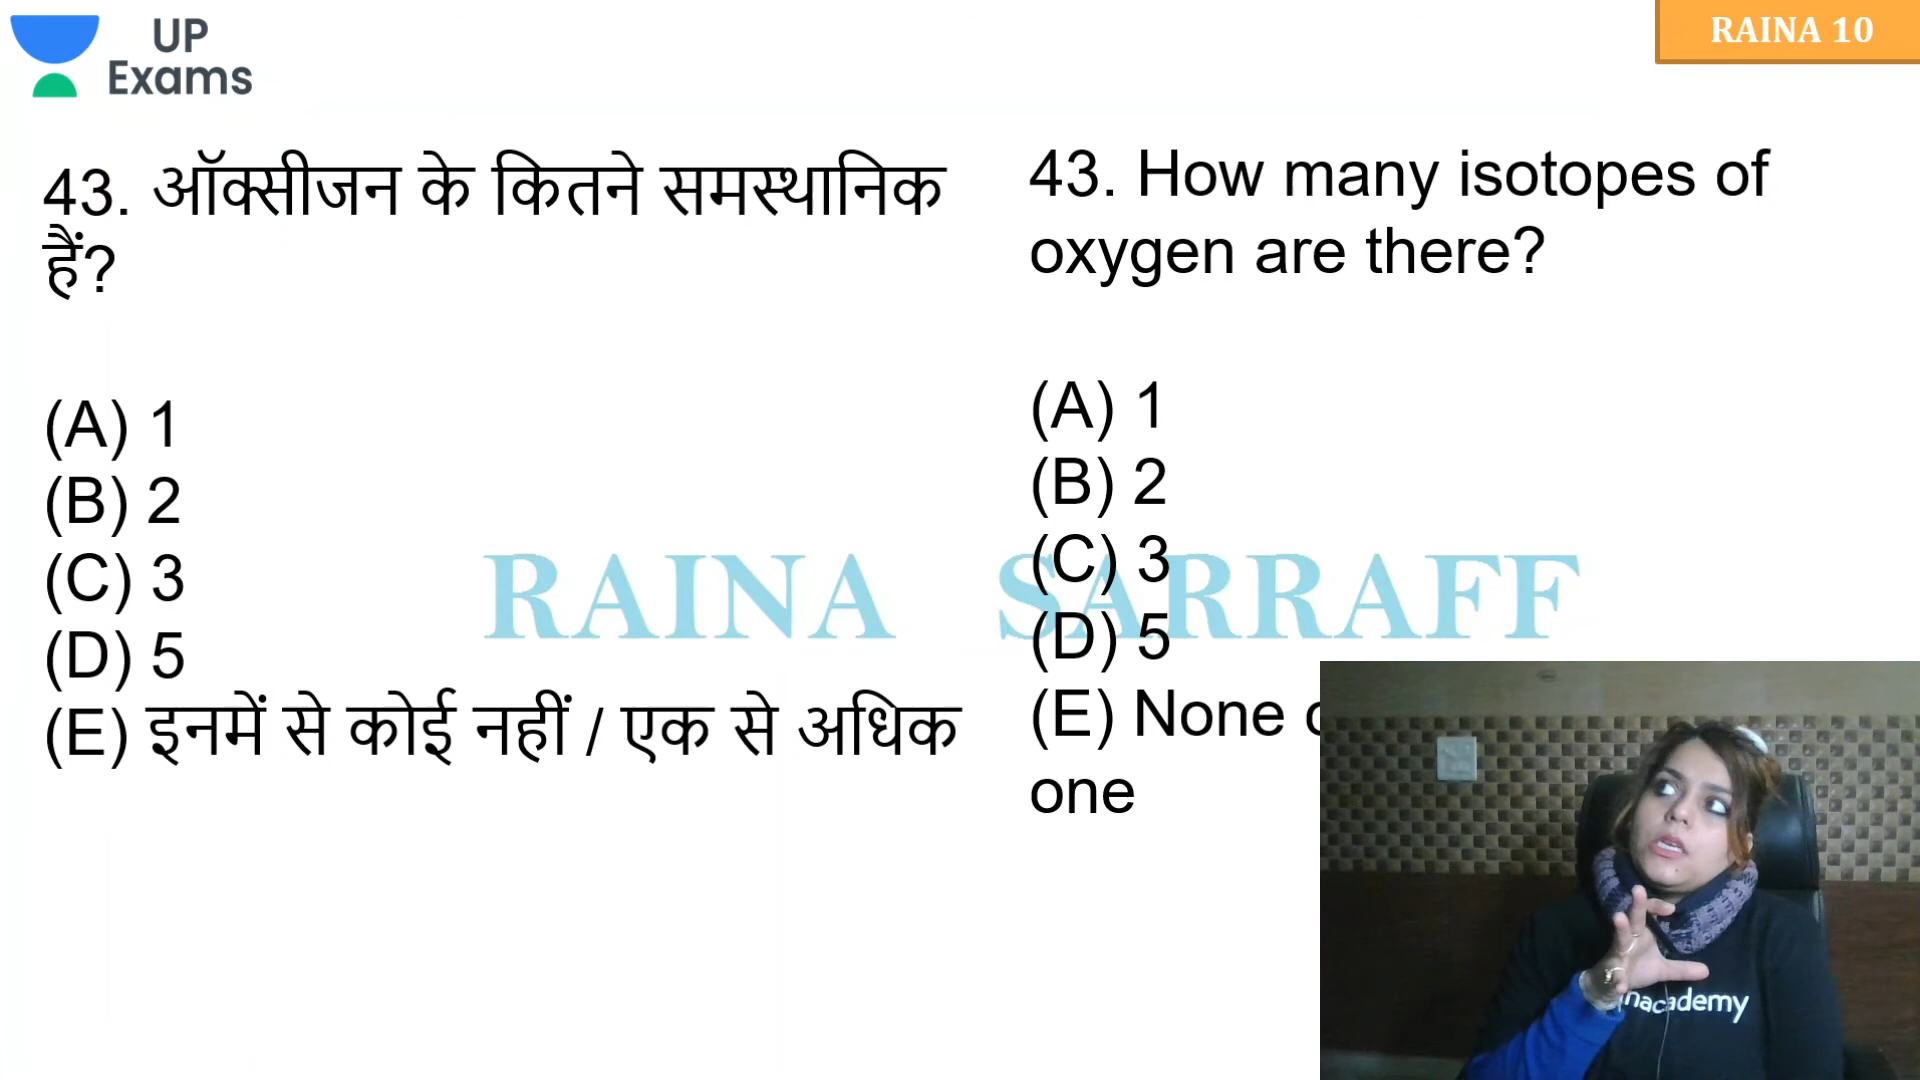 UP
Exams
RAINA 10
43. ऑक्सीजन के कितने समस्थानिक
हैं?
(A) 1
(B) 2
(C) 3
(D) 5
(E) इनमें से कोई नहीं / एक से अधिक
43. How many isotopes of
oxygen are there?
(A) 1
(B) 2
(C) 3
(D) 5
(E) None
one
RAINA SARRAFF
nacademy